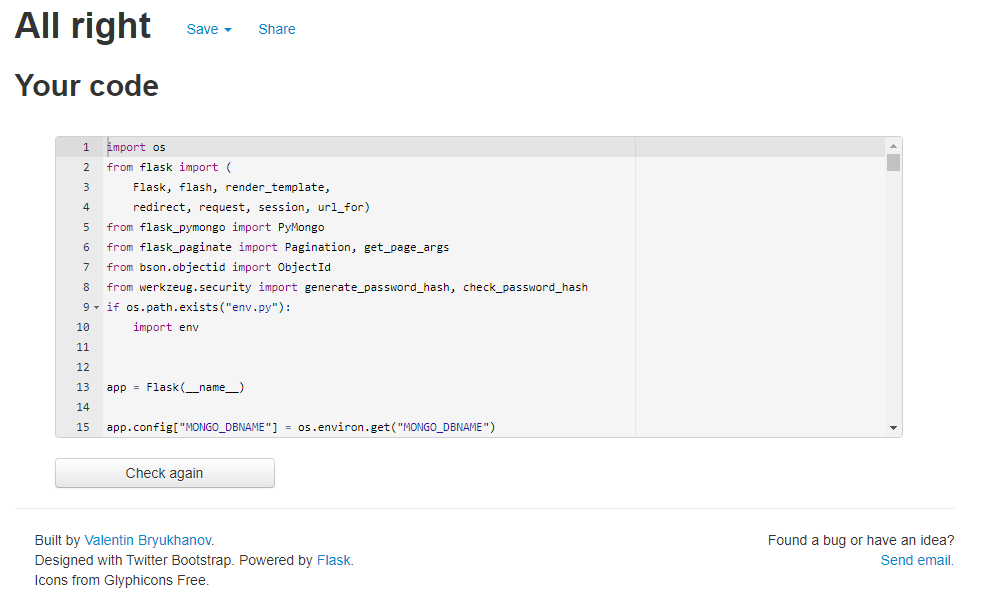 All right Save Share
Your code
1 import os
2 from flask import (
3 Flask, flash, render_template,
4 redirect, request, session, url_for)
5 from flask_pymongo import PyMongo
6 from flask_paginate import Pagination, get_page_args
7 from bson.objectid import ObjectId
8 from werkzeug.security import generate_password_hash, check_password_hash
9 if os.path.exists("env.py"):
10 import env
11
12
13 app = Flask(__name__)
14
15 app.config["MONGO_DBNAME"] = os.environ.get("MONGO_DBNAME")
Check again
Built by Valentin Bryukhanov.
Designed with Twitter Bootstrap. Powered by Flask.
Icons from Glyphicons Free.
Found a bug or have an idea?
Send email.